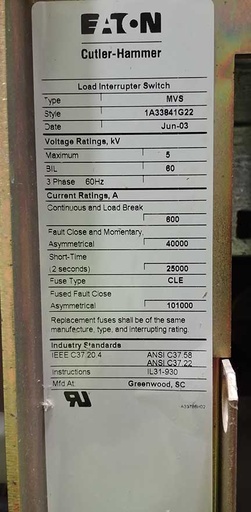 EATON
Cutler-Hammer
Load Interrupter Switch
Type MVS
Style 1A33841G22
Date Jun-03
Voltage Ratings, kV
Maximum 5
BIL 60
3 Phase 60Hz
Current Ratings, A
Continuous and Load Break
600
Fault Close and Momentary,
Asymmetrical 40000
Short-Time
(2 seconds) 25000
Fuse Type CLE
Fused Fault Close
Asymmetrical 101000
Replacement fuses shall be of the same
manufacture, type, and interrupting rating.
Industry Standards
IEEE C37.20.4 ANSI C37.58
ANSI C37.22
Instructions IL31-930
Mfd At Greenwood, SC